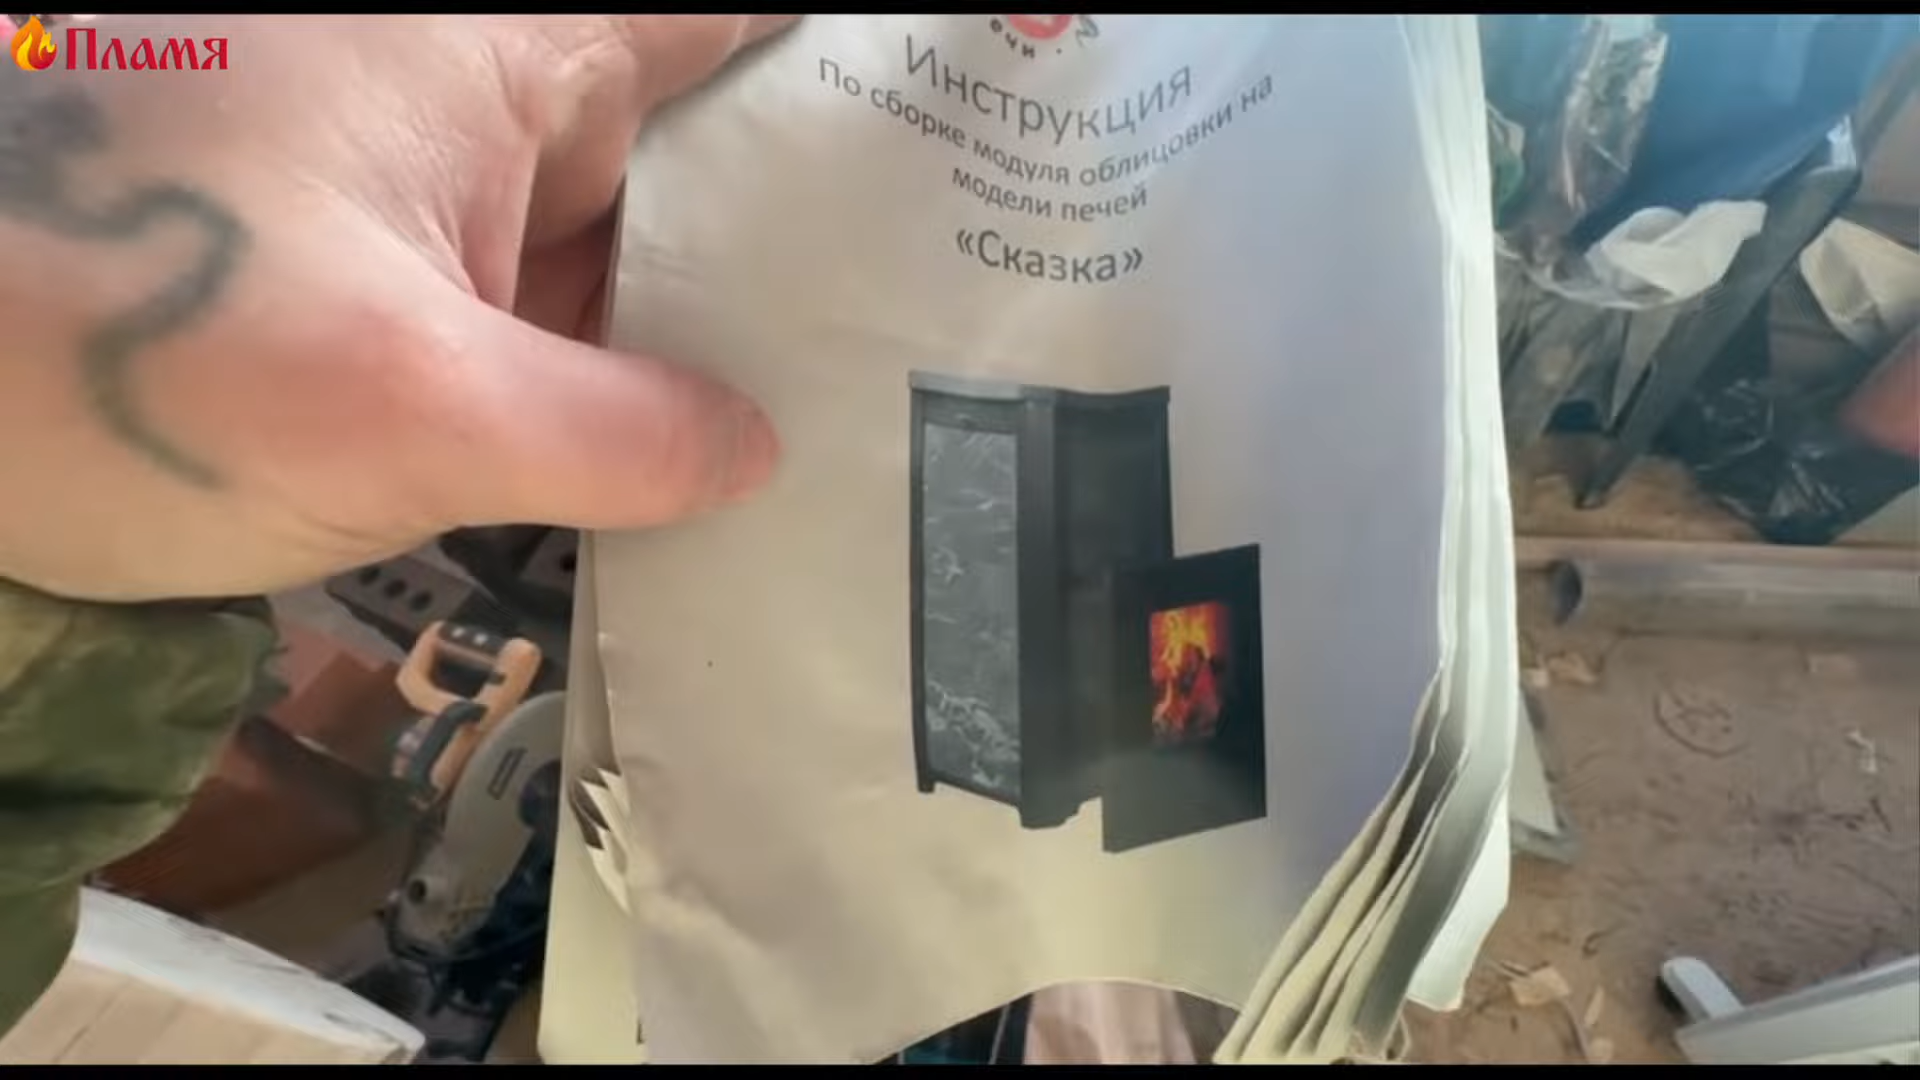 Пламя
Инструкция
По сборке модуля облицовки на
модели печей
«Сказка»